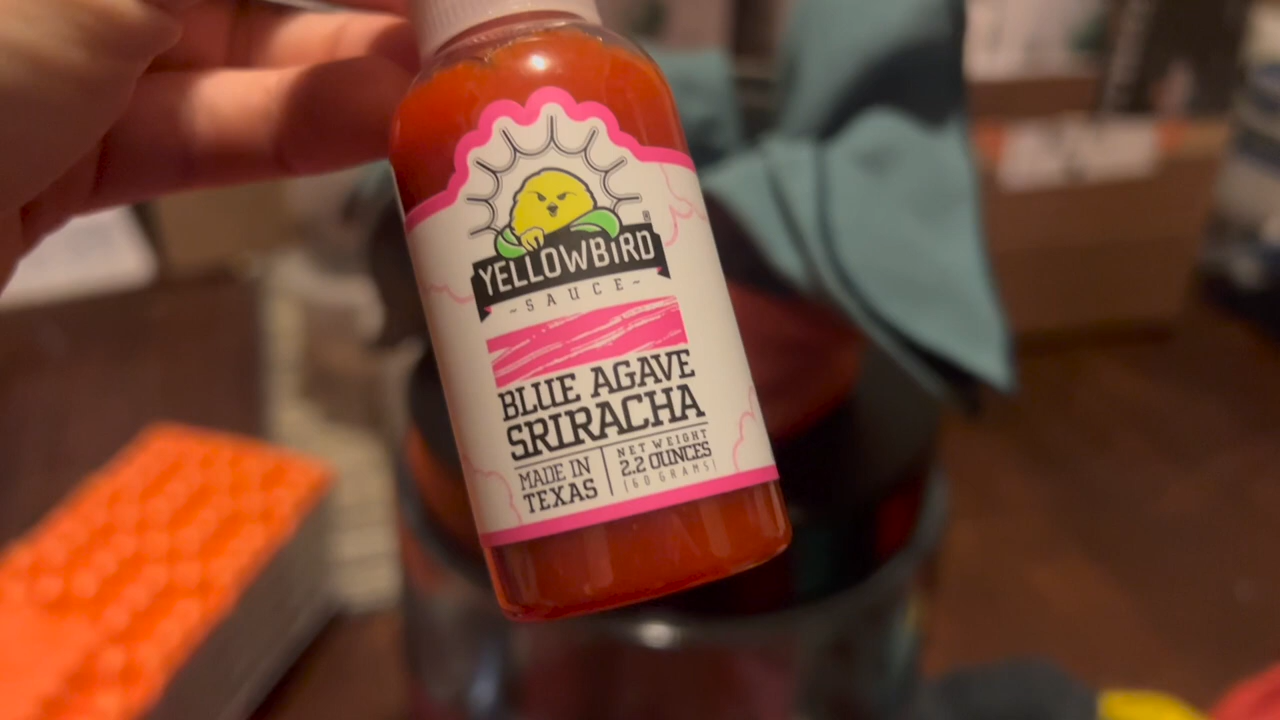 ®
YELLOWBIRD
~SAUCE~
BLUE AGAVE
SRIRACHA
MADE IN
TEXAS
NET WEIGHT
2.2 OUNCES
(60 GRAMS)